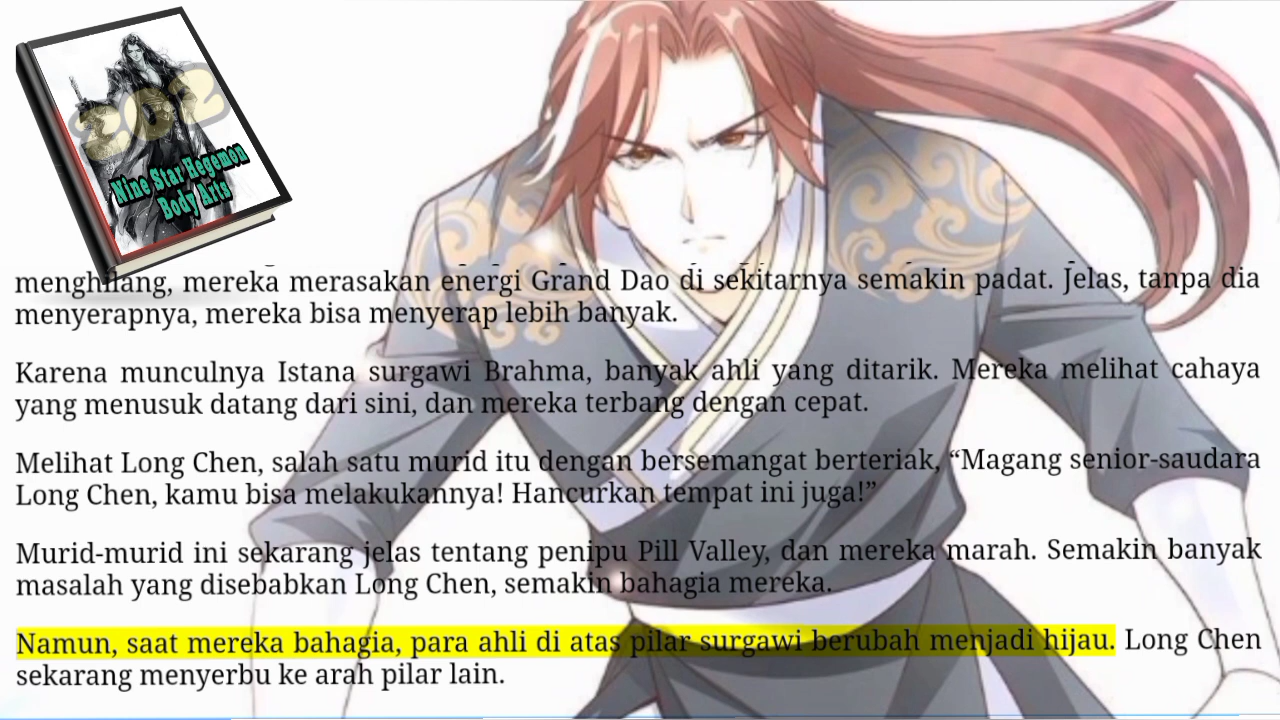 202
Nine Star Hegemon
Body Arts
menghilang, mereka merasakan energi Grand Dao di sekitarnya semakin padat. Jelas, tanpa dia
menyerapnya, mereka bisa menyerap lebih banyak.
Karena munculnya Istana surgawi Brahma, banyak ahli yang ditarik. Mereka melihat cahaya
yang menusuk datang dari sini, dan mereka terbang dengan cepat.
Melihat Long Chen, salah satu murid itu dengan bersemangat berteriak, “Magang senior-saudara
Long Chen, kamu bisa melakukannya! Hancurkan tempat ini juga!”
Murid-murid ini sekarang jelas tentang penipu Pill Valley, dan mereka marah. Semakin banyak
masalah yang disebabkan Long Chen, semakin bahagia mereka.
Namun, saat mereka bahagia, para ahli di atas pilar surgawi berubah menjadi hijau. Long Chen
sekarang menyerbu ke arah pilar lain.